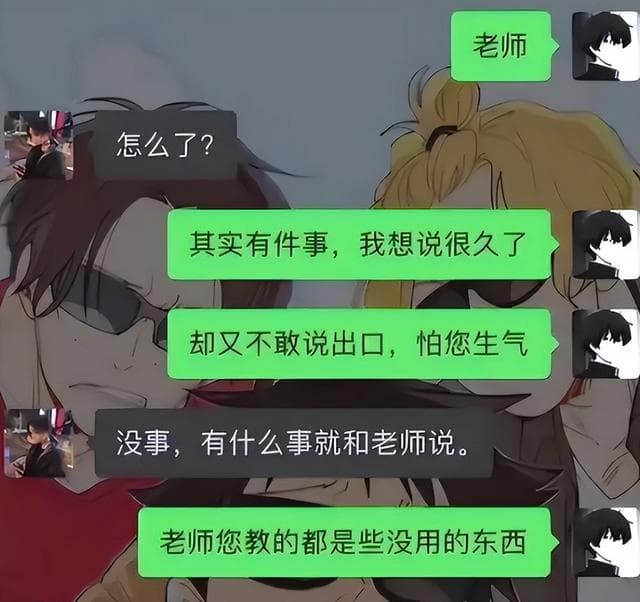 老师
怎么了?
其实有件事，我想说很久了
却又不敢说出口，怕您生气
没事，有什么事就和老师说。
老师您教的都是些没用的东西